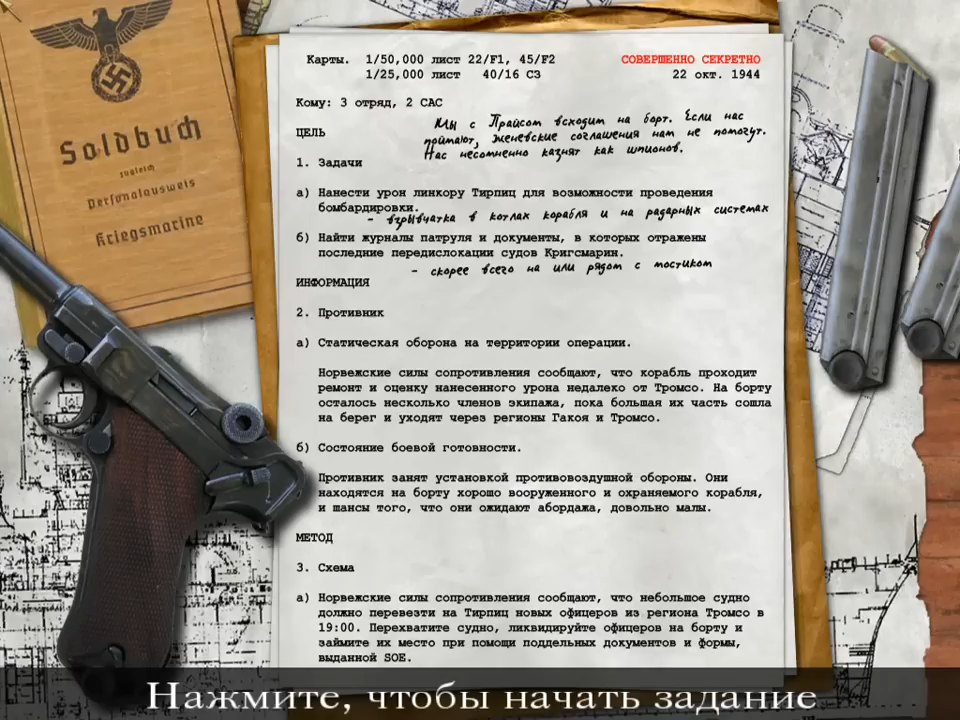 Soldbuch
zugleich
Personalausweis
Kriegsmarine
Карты. 1/50,000 лист 22/F1, 45/F2
1/25,000 лист 40/16 СЗ
СОВЕРШЕННО СЕКРЕТНО
22 окт. 1944
Кому: 3 отряд, 2 САС
Мы с Прайсом всходим на борт. Если нас
поймают, женевские соглашения нам не помогут.
Нас несомненно казнят как шпионов.
ЦЕЛЬ
1. Задачи
а) Нанести урон линкору Тирпиц для возможности проведения
бомбардировки.
- взрывчатка в котлах корабля и на радарных системах
б) Найти журналы патруля и документы, в которых отражены
последние передислокации судов Кригсмарин.
- скорее всего на или рядом с мостиком
ИНФОРМАЦИЯ
2. Противник
а) Статическая оборона на территории операции.
Норвежские силы сопротивления сообщают, что корабль проходит
ремонт и оценку нанесенного урона недалеко от Тромсо. На борту
осталось несколько членов экипажа, пока большая их часть сошла
на берег и уходят через регионы Гакоя и Тромсо.
б) Состояние боевой готовности.
Противник занят установкой противовоздушной обороны. Они
находятся на борту хорошо вооруженного и охраняемого корабля,
и шансы того, что они ожидают абордажа, довольно малы.
МЕТОД
3. Схема
а) Норвежские силы сопротивления сообщают, что небольшое судно
должно перевезти на Тирпиц новых офицеров из региона Тромсо в
19:00. Перехватите судно, ликвидируйте офицеров на борту и
займите их место при помощи поддельных документов и формы,
выданной SOE.
Нажмите, чтобы начать задание